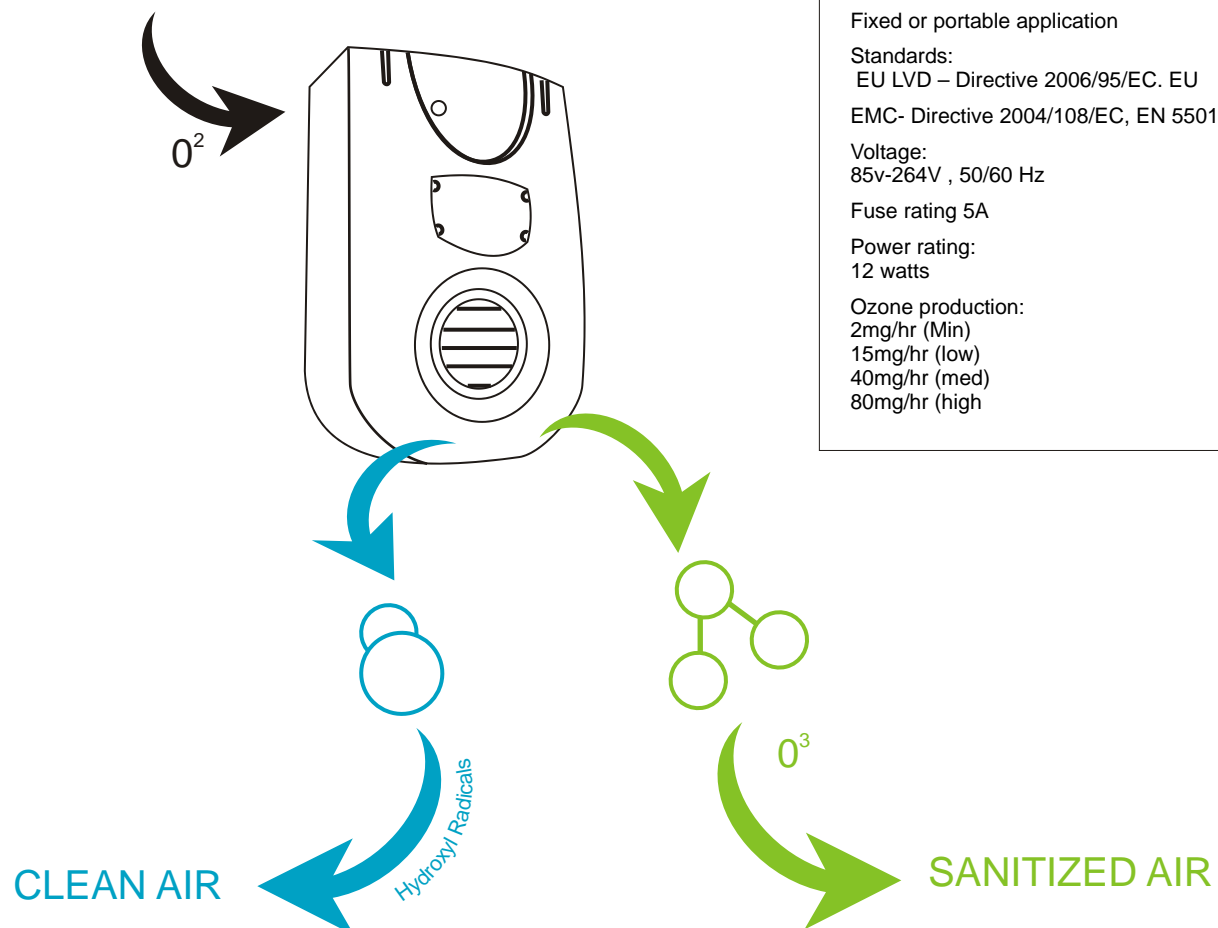 Fixed or portable application
Standards:
EU LVD – Directive 2006/95/EC. EU
EMC- Directive 2004/108/EC, EN 5501
Voltage:
85v-264V , 50/60 Hz
Fuse rating 5A
Power rating:
12 watts
Ozone production:
2mg/hr (Min)
15mg/hr (low)
40mg/hr (med)
80mg/hr (high
0²
0³
Hydroxyl Radicals
CLEAN AIR
SANITIZED AIR